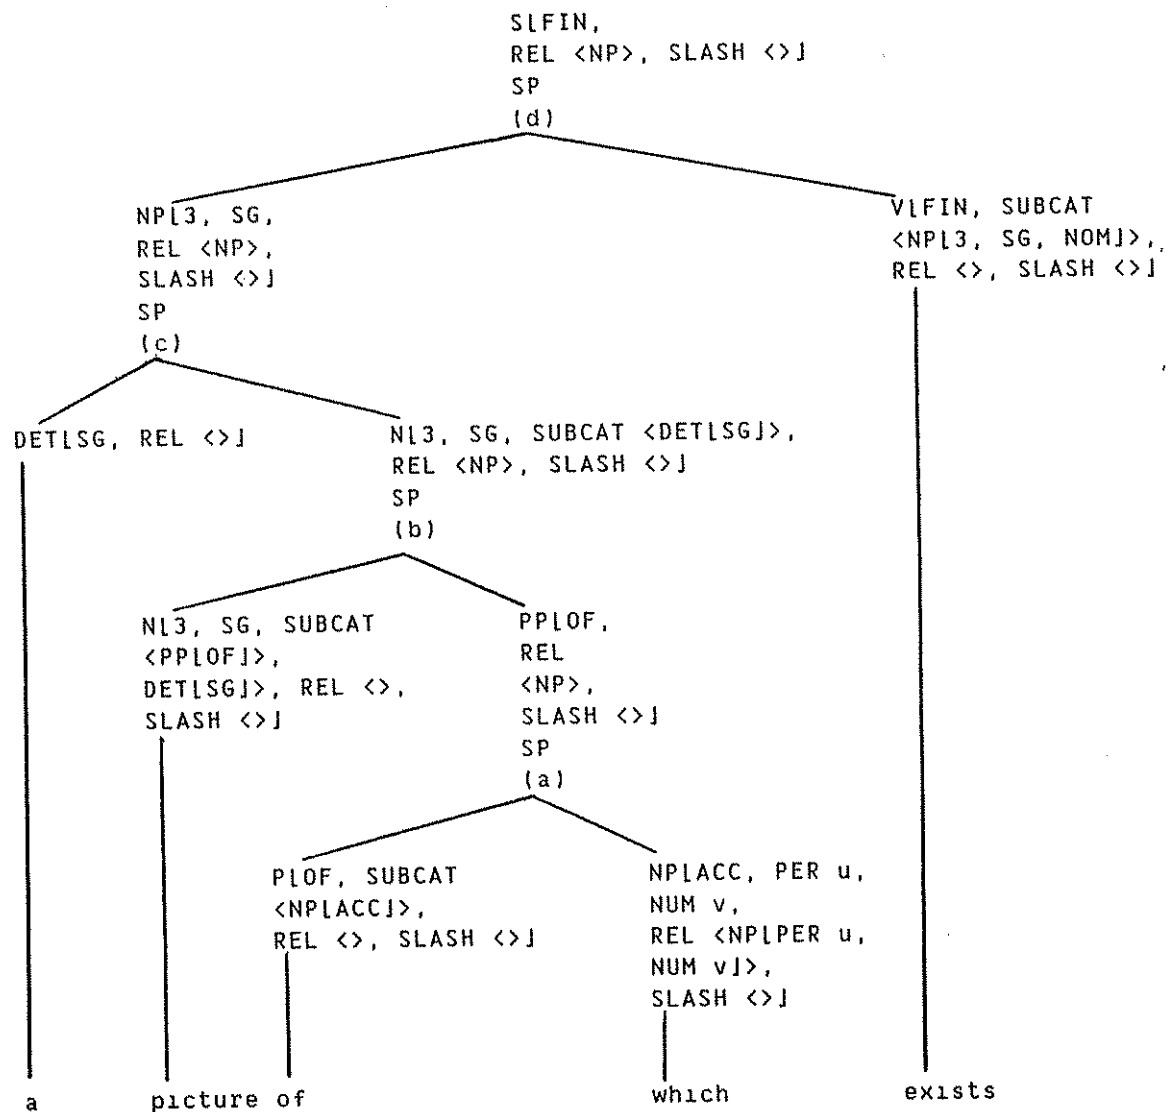 S[FIN,
REL <NP>, SLASH <>]
SP
(d)
NP[3, SG,
REL <NP>,
SLASH <>]
SP
(c)
V[FIN, SUBCAT
<NP[3, SG, NOM]>,
REL <>, SLASH <>]
DET[SG, REL <>]
N[3, SG, SUBCAT <DET[SG]>,
REL <NP>, SLASH <>]
SP
(b)
N[3, SG, SUBCAT
<PP[OF]>,
DET[SG]>, REL <>,
SLASH <>]
PP[OF,
REL
<NP>,
SLASH <>]
SP
(a)
P[OF, SUBCAT
<NP[ACC]>,
REL <>, SLASH <>]
NP[ACC, PER u,
NUM v,
REL <NP[PER u,
NUM v]>,
SLASH <>]
a picture of which exists